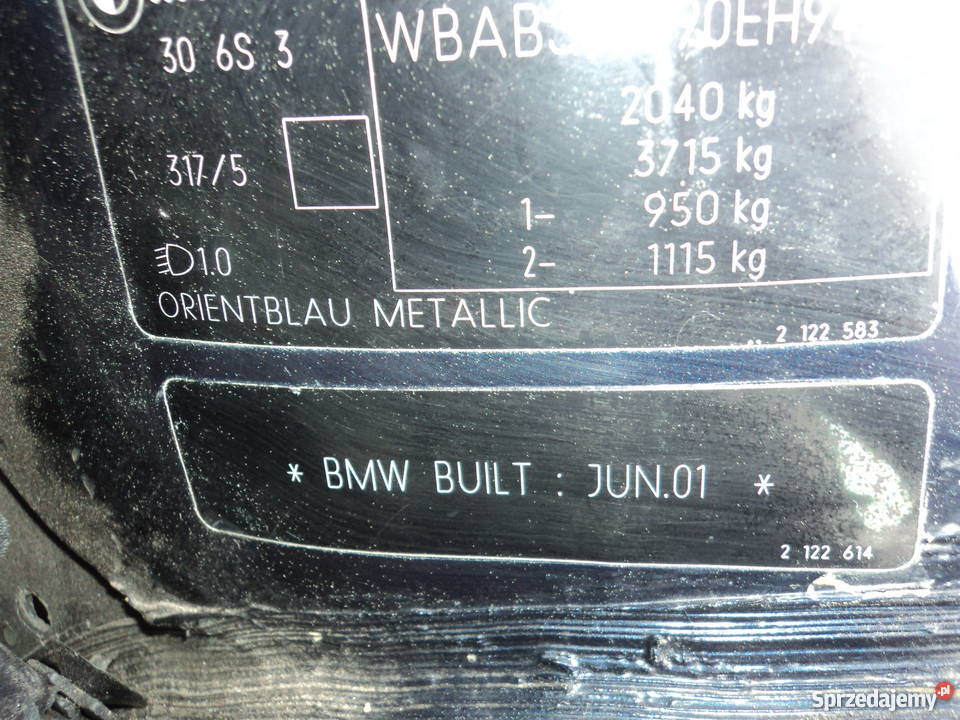 30 6S 3
2040 kg
3715 kg
317/5
1- 950 kg
2- 1115 kg
1.0
ORIENTBLAU METALLIC
2 122 583
* BMW BUILT : JUN.01 *
2 122 614
Sprzedajemy.pl